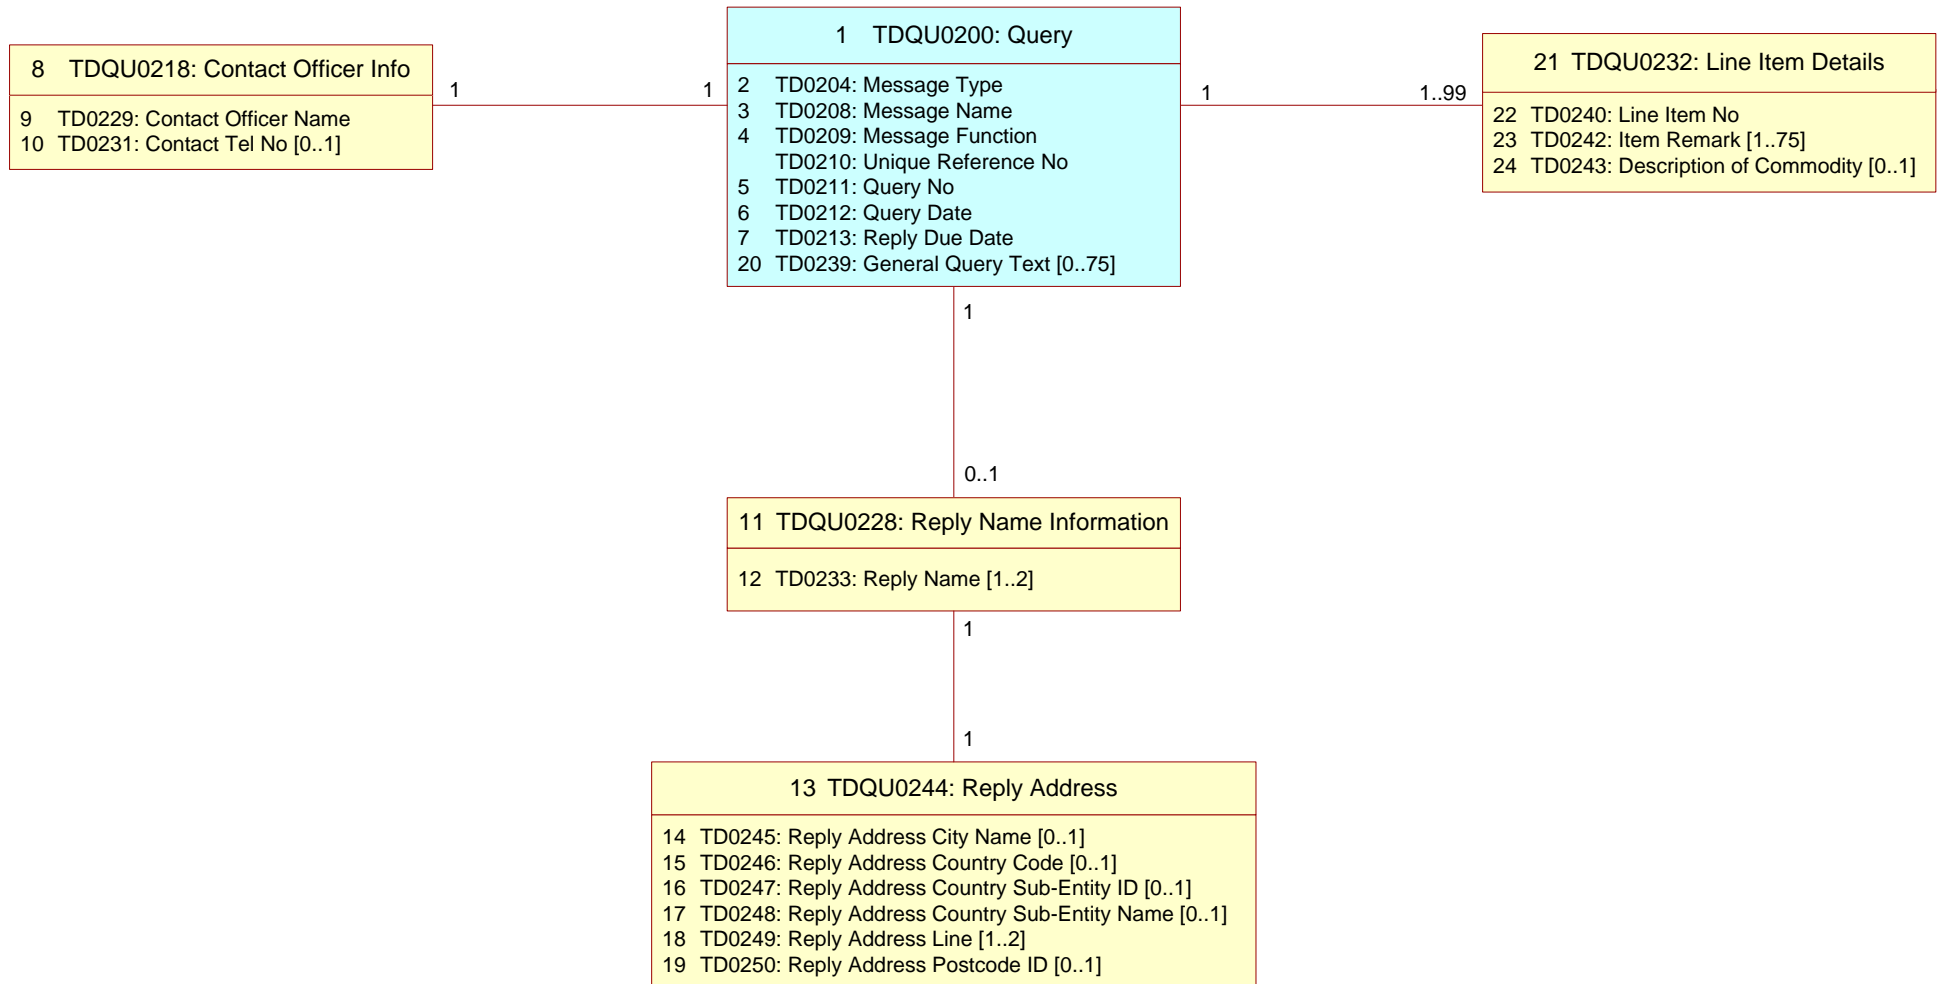 8 TDQU0218: Contact Officer Info
9 TD0229: Contact Officer Name
10 TD0231: Contact Tel No [0..1]
1
1
1 TDQU0200: Query
2 TD0204: Message Type
3 TD0208: Message Name
4 TD0209: Message Function
TD0210: Unique Reference No
5 TD0211: Query No
6 TD0212: Query Date
7 TD0213: Reply Due Date
20 TD0239: General Query Text [0..75]
1
1..99
21 TDQU0232: Line Item Details
22 TD0240: Line Item No
23 TD0242: Item Remark [1..75]
24 TD0243: Description of Commodity [0..1]
1
0..1
11 TDQU0228: Reply Name Information
12 TD0233: Reply Name [1..2]
1
1
13 TDQU0244: Reply Address
14 TD0245: Reply Address City Name [0..1]
15 TD0246: Reply Address Country Code [0..1]
16 TD0247: Reply Address Country Sub-Entity ID [0..1]
17 TD0248: Reply Address Country Sub-Entity Name [0..1]
18 TD0249: Reply Address Line [1..2]
19 TD0250: Reply Address Postcode ID [0..1]